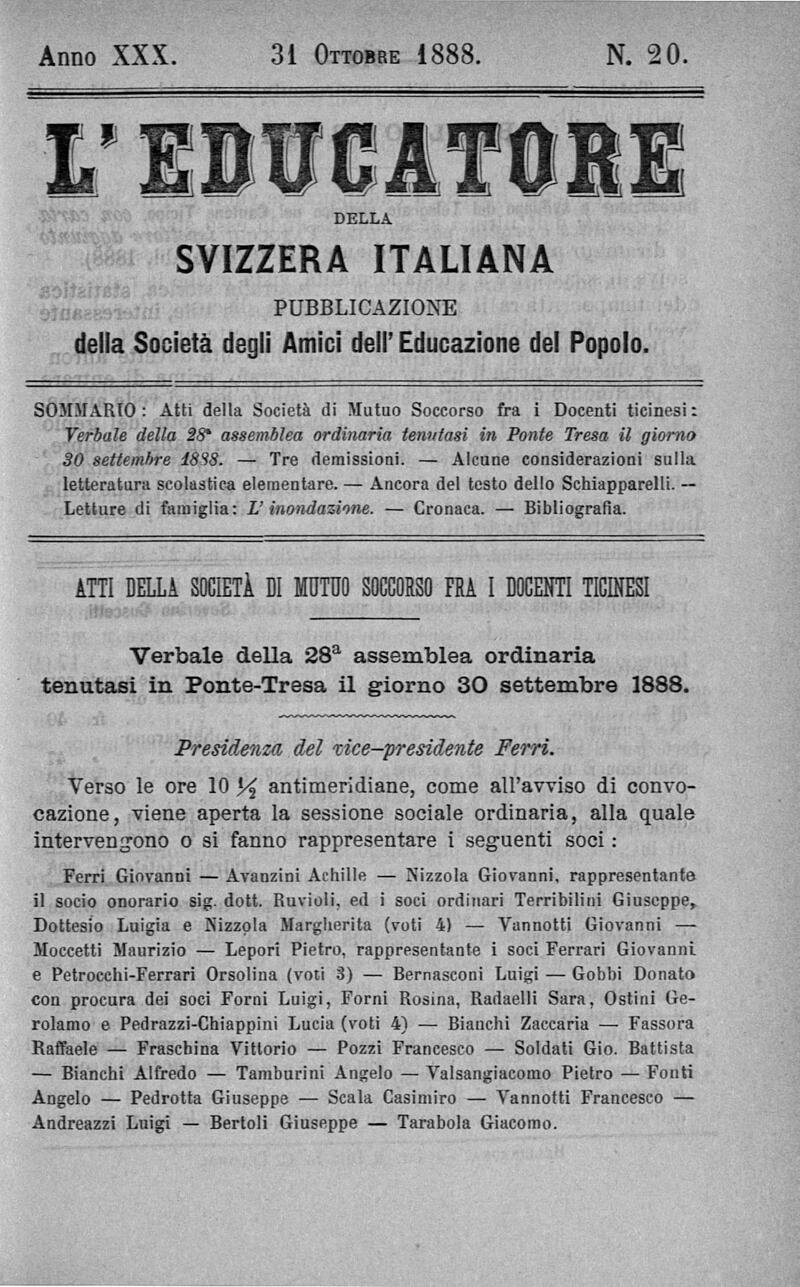 Anno XXX. 31 Ottobre 1888. N. 20.
L'EDUCATORE
DELLA
SVIZZERA ITALIANA
PUBBLICAZIONE
della Società degli Amici dell'Educazione del Popolo.
SOMMARIO: Atti della Società di Mutuo Soccorso fra i Docenti ticinesi:
Verbale della 28ª assemblea ordinaria tenutasi in Ponte Tresa il giorno
30 settembre 1888. — Tre demissioni. — Alcune considerazioni sulla
letteratura scolastica elementare. — Ancora del testo dello Schiapparelli. —
Letture di famiglia: L'inondazione. — Cronaca. — Bibliografia.
ATTI DELLA SOCIETÀ DI MUTUO SOCCORSO FRA I DOCENTI TICINESI
Verbale della 28ª assemblea ordinaria
tenutasi in Ponte-Tresa il giorno 30 settembre 1888.
Presidenza del vice-presidente Ferri.
Verso le ore 10 ½ antimeridiane, come all'avviso di convo-
cazione, viene aperta la sessione sociale ordinaria, alla quale
intervengono o si fanno rappresentare i seguenti soci:
Ferri Giovanni — Avanzini Achille — Nizzola Giovanni, rappresentante
il socio onorario sig. dott. Ruvioli, ed i soci ordinari Terribilini Giuseppe,
Dottesio Luigia e Nizzola Margherita (voti 4) — Vannotti Giovanni —
Moccetti Maurizio — Lepori Pietro, rappresentante i soci Ferrari Giovanni
e Petrocchi-Ferrari Orsolina (voti 3) — Bernasconi Luigi — Gobbi Donato
con procura dei soci Forni Luigi, Forni Rosina, Radaelli Sara, Ostini Ge-
rolamo e Pedrazzi-Chiappini Lucia (voti 4) — Bianchi Zaccaria — Fassora
Raffaele — Fraschina Vittorio — Pozzi Francesco — Soldati Gio. Battista
— Bianchi Alfredo — Tamburini Angelo — Valsangiacomo Pietro — Fonti
Angelo — Pedrotta Giuseppe — Scala Casimiro — Vannotti Francesco —
Andreazzi Luigi — Bertoli Giuseppe — Tarabola Giacomo.